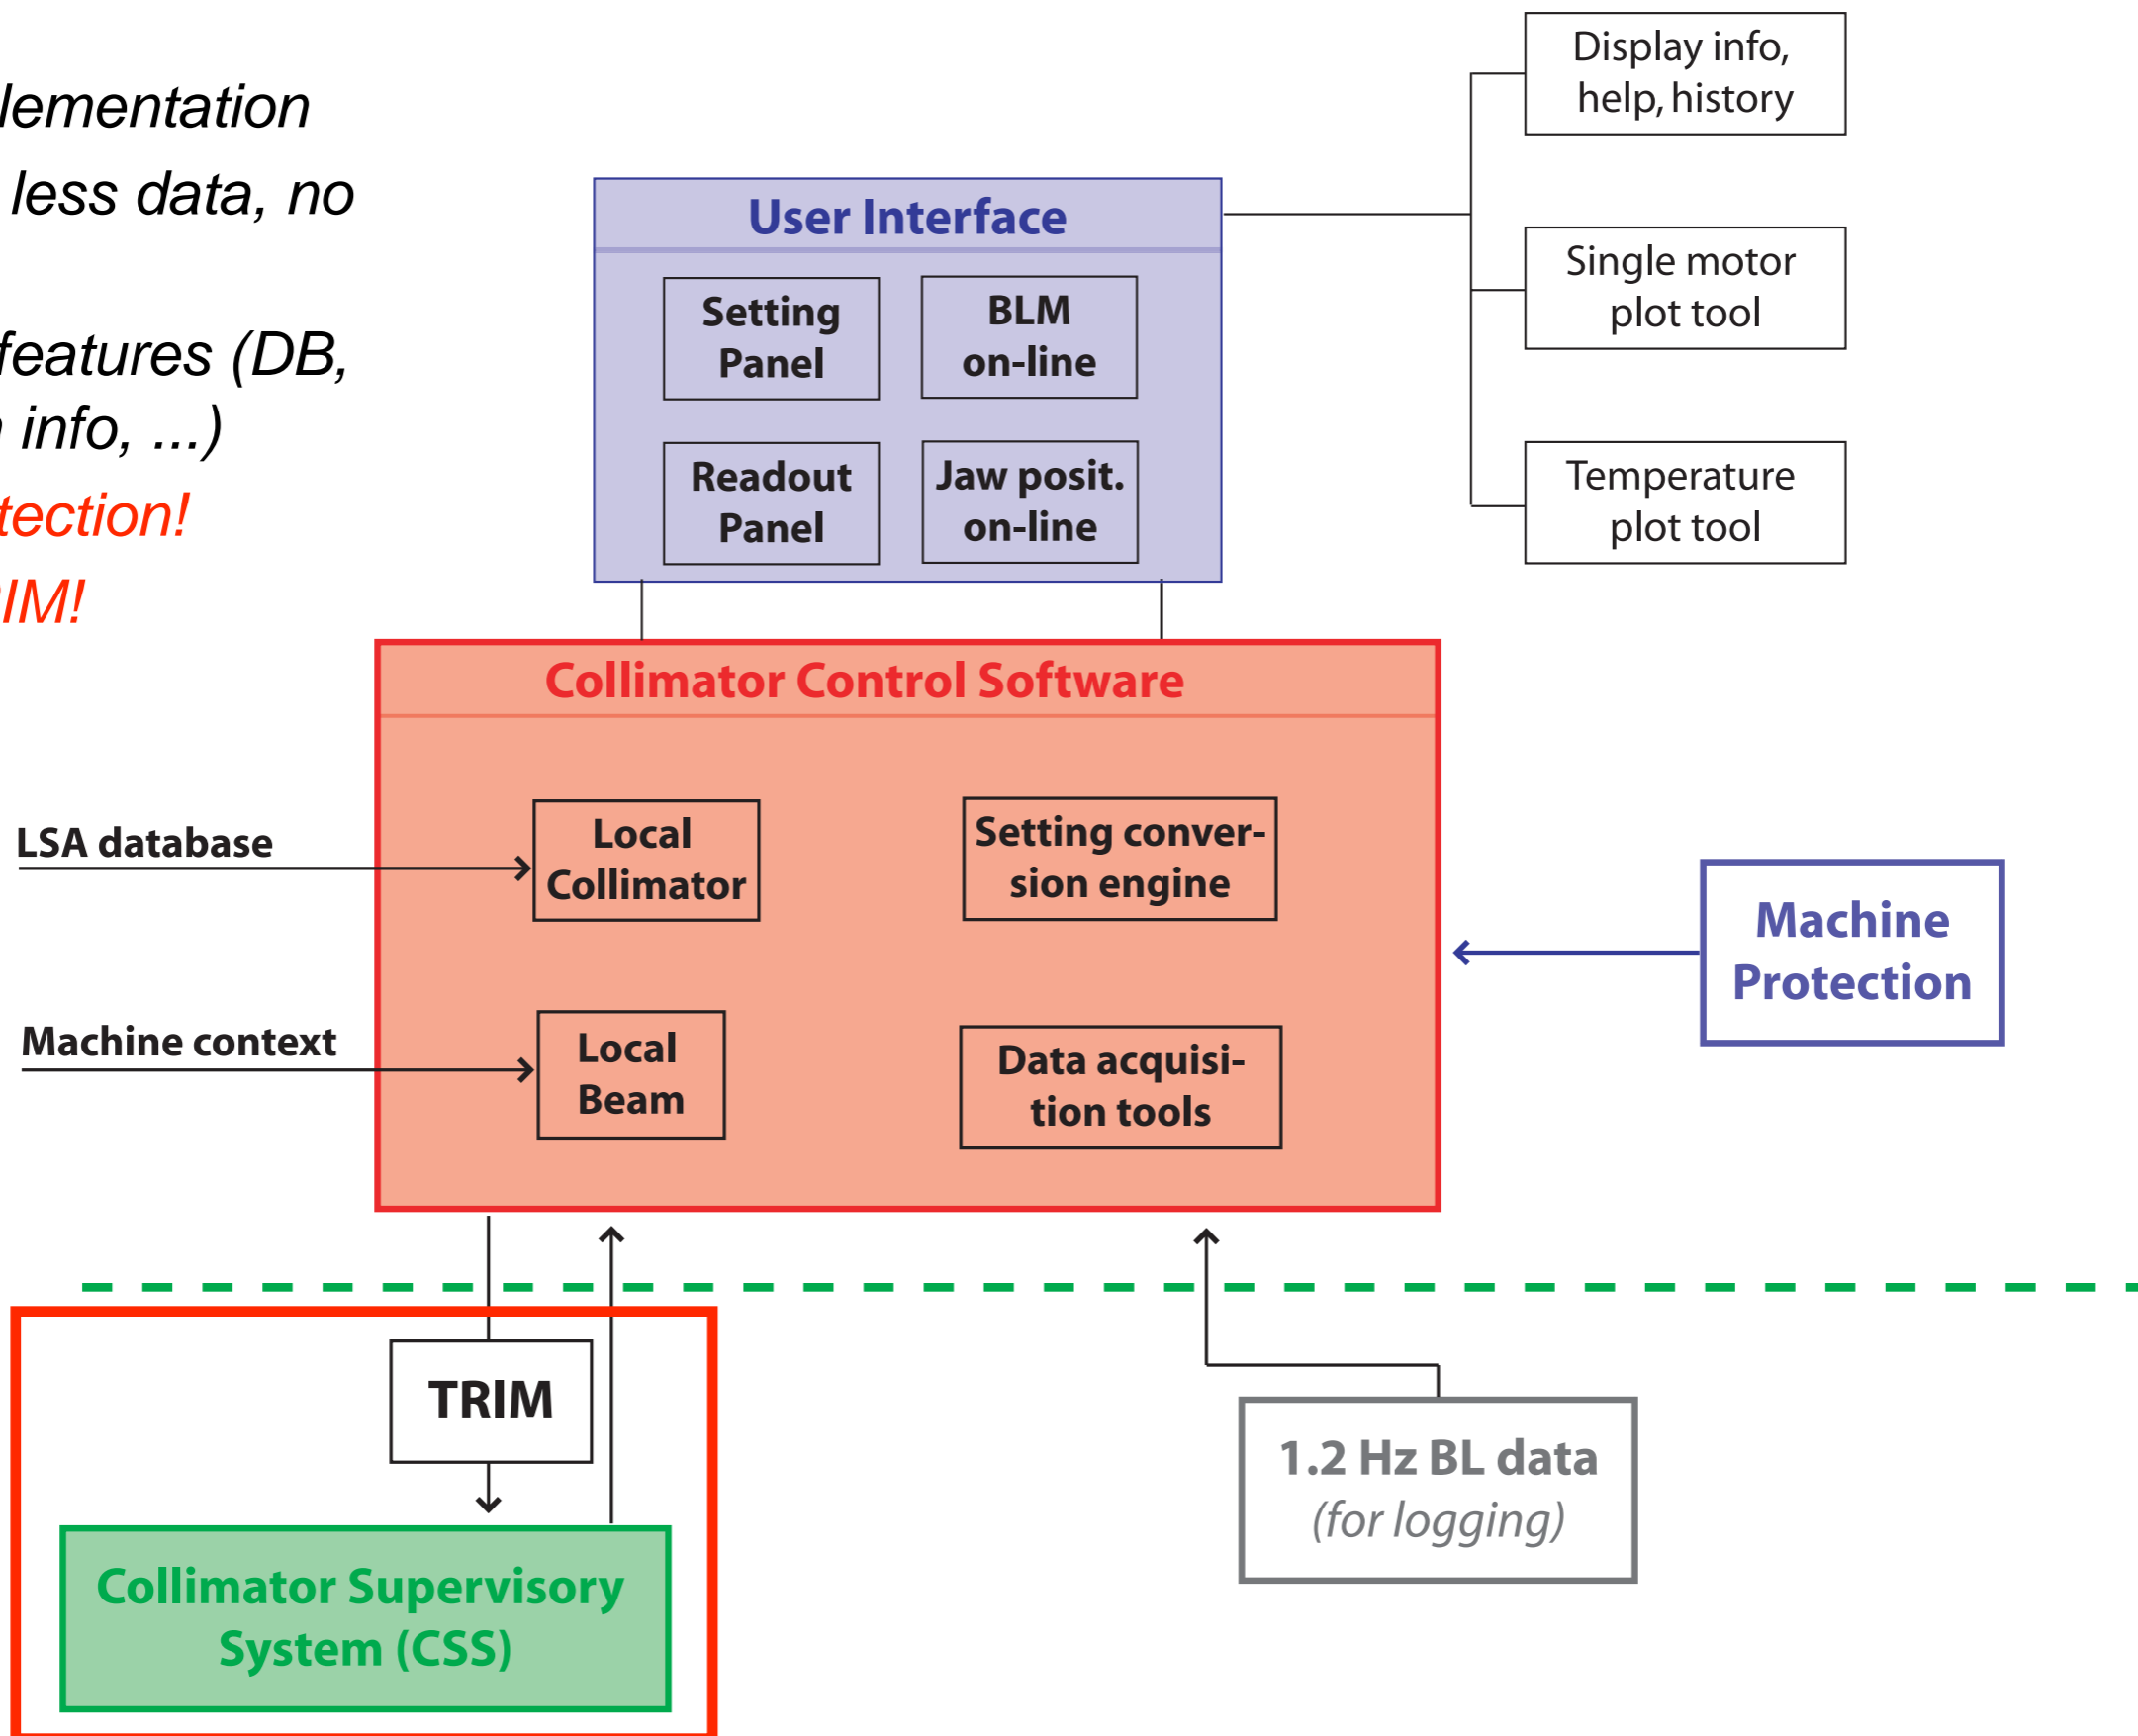 lementation
less data, no
features (DB,
info, ...)
tection!
IM!
Display info,
help, history
User Interface
Setting
Panel
BLM
on-line
Readout
Panel
Jaw posit.
on-line
Single motor
plot tool
Temperature
plot tool
Collimator Control Software
LSA database
Local
Collimator
Setting conver-
sion engine
Machine context
Local
Beam
Data acquisi-
tion tools
Machine
Protection
TRIM
1.2 Hz BL data
(for logging)
Collimator Supervisory
System (CSS)